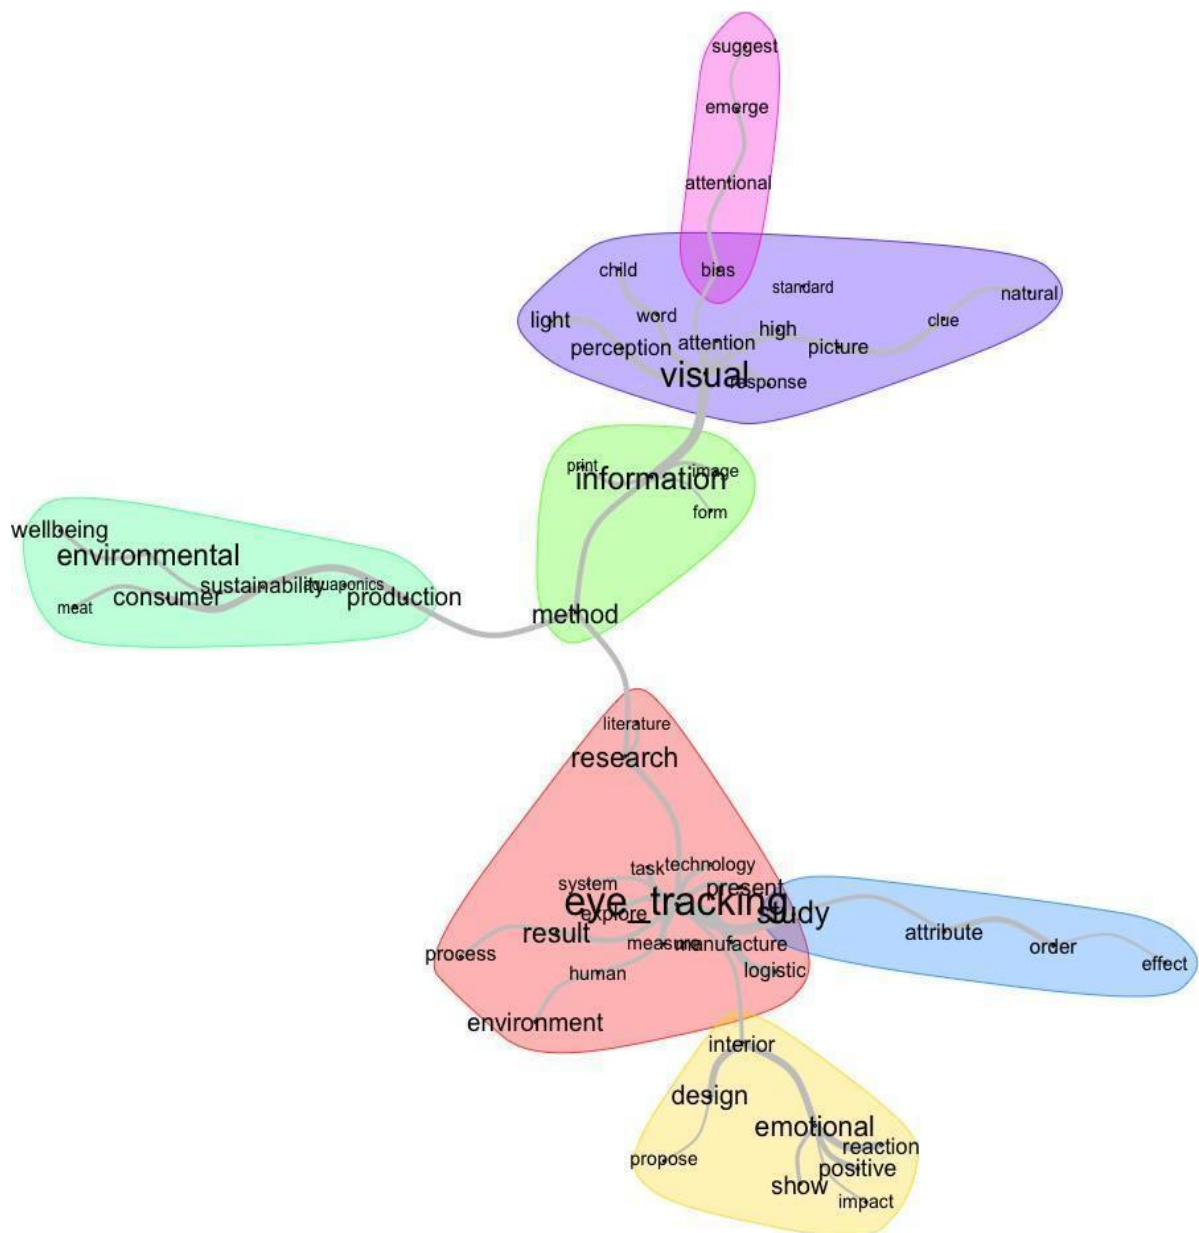 suggest
emerge
attentional
child
bias
standard
natural
light
word
high
clue
perception
attention
picture
visual
response
print
information
image
form
wellbeing
environmental
sustainability
aquaponics
meat
consumer
production
method
literature
research
task
technology
system
eye_tracking
present
explore
study
result
attribute
order
process
measure
manufacture
effect
human
logistic
environment
interior
design
emotional
reaction
propose
positive
show
impact